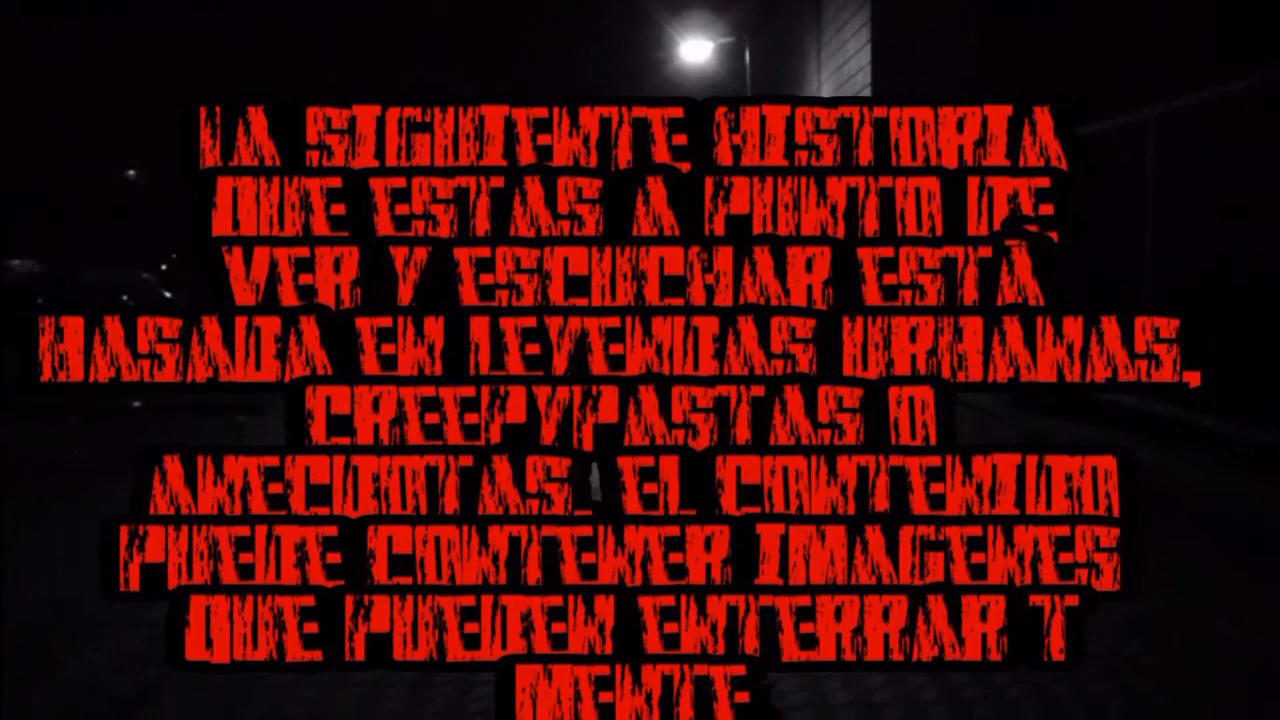 LA SIGUIENTE HISTORIA
QUE ESTAS A PUNTO DE
VER Y ESCUCHAR ESTÁ
BASADA EN LEYENDAS URBANAS,
CREEPYPASTAS O
ANECDOTAS. EL CONTENIDO
PUEDE CONTENER IMAGENES
QUE PUEDEN ENTERRAR T
MENTE